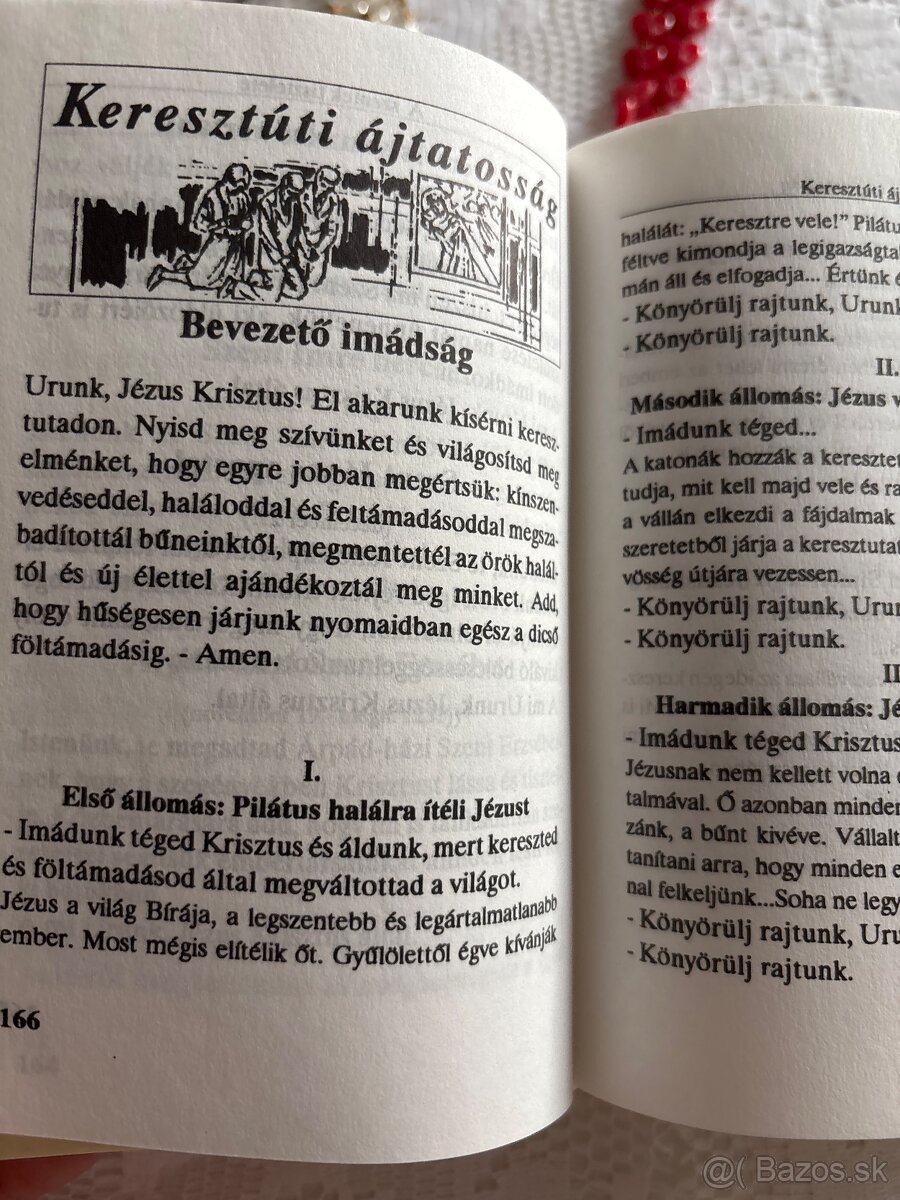 Keresztúti ájtatosság
Bevezető imádság
Urunk, Jézus Krisztus! El akarunk kísérni keresz-
tutadon. Nyisd meg szívünket és világosítsd meg
elménket, hogy egyre jobban megértsük: kínszen-
vedéseddel, haláloddal és feltámadásoddal megsza-
badítottál bűneinktől, megmentettél az örök halál-
tól és új élettel ajándékoztál meg minket. Add,
hogy hűségesen járjunk nyomaidban egész a dicső
föltámadásig. - Amen.
I.
Első állomás: Pilátus halálra ítéli Jézust
- Imádunk téged Krisztus és áldunk, mert kereszted
és föltámadásod által megváltottad a világot.
Jézus a világ Bírája, a legszentebb és legártalmatlanabb
ember. Most mégis elítélik őt. Gyűlölettől égve kívánják
166
Keresztúti áj
halálát: „Keresztre vele!” Pilátu
féltve kimondja a legigazságta
mán áll és elfogadja... Értünk é
- Könyörülj rajtunk, Urunk
- Könyörülj rajtunk.
II.
Második állomás: Jézus v
- Imádunk téged...
A katonák hozzák a keresztet
tudja, mit kell majd vele és ra
a vállán elkezdi a fájdalmak
szeretetből járja a keresztutat
vösség útjára vezessen...
- Könyörülj rajtunk, Urun
- Könyörülj rajtunk.
II
Harmadik állomás: Jé
- Imádunk téged Krisztus
Jézusnak nem kellett volna e
talmával. Ő azonban minden
zánk, a bűnt kivéve. Vállalt
tanítani arra, hogy minden e
nal felkeljünk...Soha ne legy
- Könyörülj rajtunk, Uru
- Könyörülj rajtunk.
@( Bazos.sk